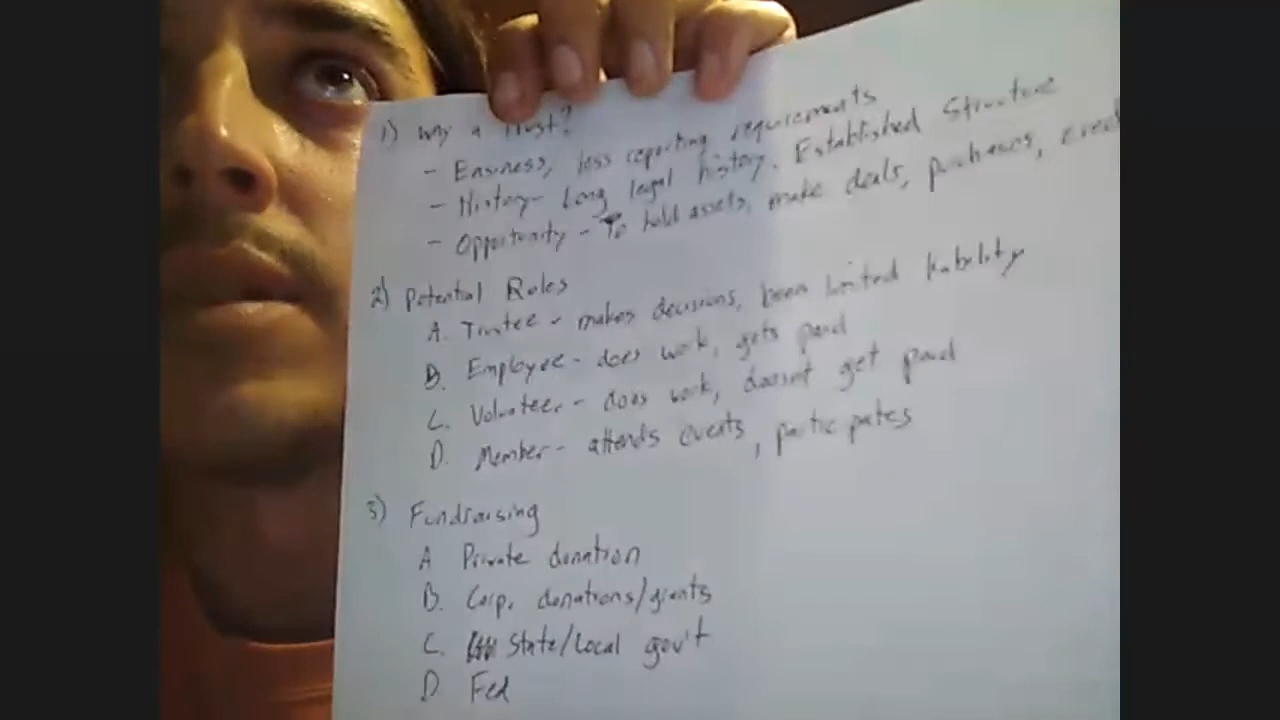 1) Why a Trust?
- Easiness, less reporting requirements
- History - Long legal history. Established Structure
- Opportunity - To hold assets, make deals, purchases,
2) Potential Roles
A. Trustee - makes decisions, limited liability
B. Employee - does work, gets paid
C. Volunteer - does work, doesn't get paid
D. Member - attends events, participates
3) Fundraising
A Private donation
B. Corp. donations/grants
C. State/Local gov't
D Fed